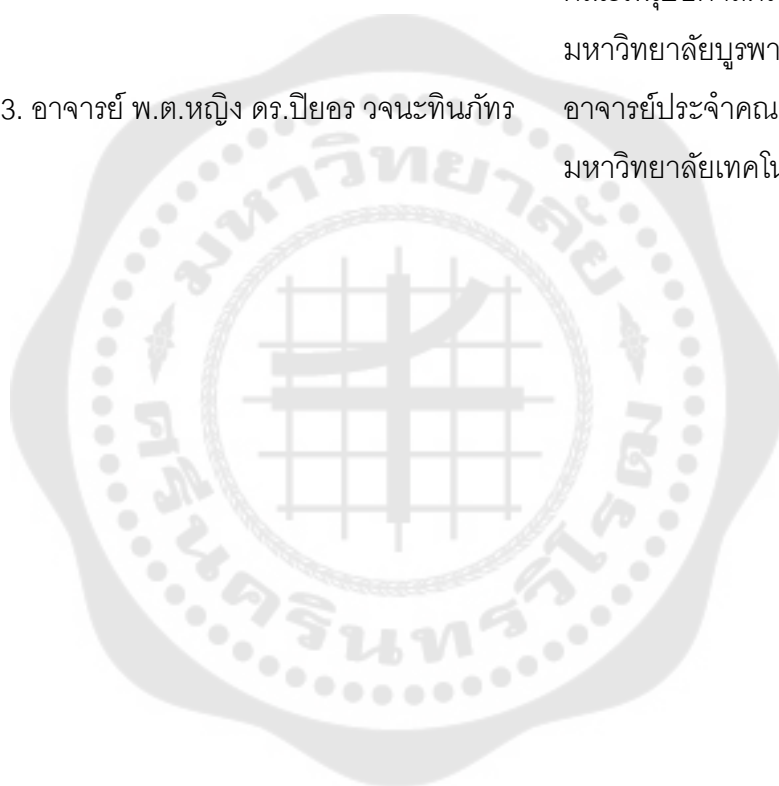 มหาวิทยาลัยบูรพา
3. อาจารย์ พ.ต.หญิง ดร.ปิยอร วจนะทินภัทร อาจารย์ประจำคณ
มหาวิทยาลัยเทคโน
มหาวิทยาลัย
ศรีนครินทรวิโรฒ